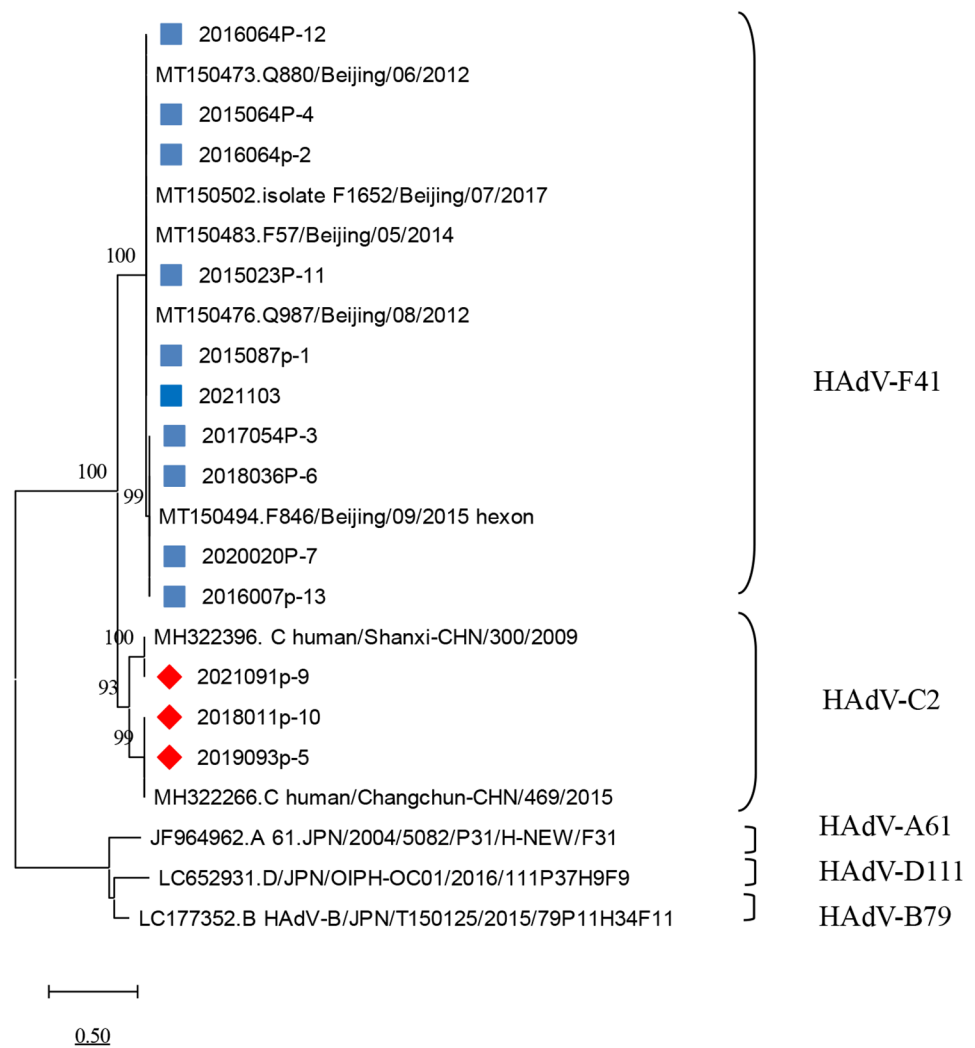 2016064P-12
MT150473.Q880/Beijing/06/2012
2015064P-4
2016064p-2
MT150502.isolate F1652/Beijing/07/2017
MT150483.F57/Beijing/05/2014
100
2015023P-11
MT150476.Q987/Beijing/08/2012
2015087p-1
HAdV-F41
2021103
2017054P-3
100
2018036P-6
99
MT150494.F846/Beijing/09/2015 hexon
2020020P-7
2016007p-13
100
MH322396. C human/Shanxi-CHN/300/2009
2021091p-9
93
HAdV-C2
2018011p-10
99
2019093p-5
MH322266.C human/Changchun-CHN/469/2015
HAdV-A61
JF964962.A 61.JPN/2004/5082/P31/H-NEW/F31
HAdV-D111
LC652931.D/JPN/OIPH-OC01/2016/111P37H9F9
HAdV-B79
LC177352.B HAdV-B/JPN/T150125/2015/79P11H34F11
0.50